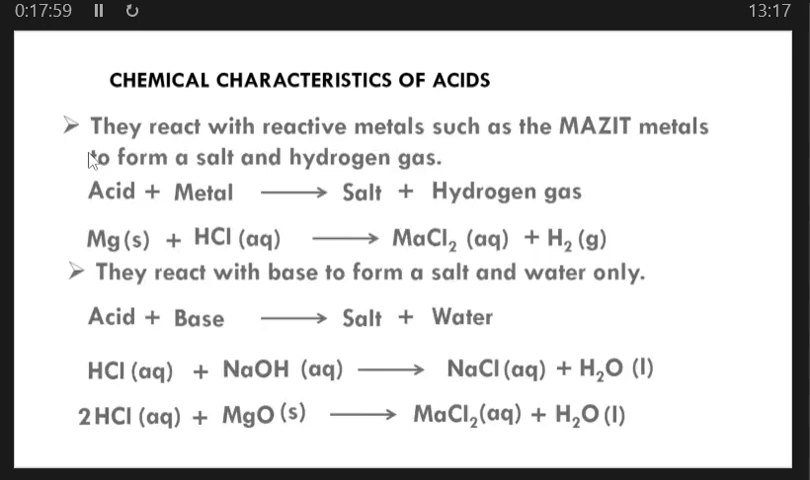 0:17:59 13:17
CHEMICAL CHARACTERISTICS OF ACIDS
➢ They react with reactive metals such as the MAZIT metals
to form a salt and hydrogen gas.
Acid + Metal ⟶ Salt + Hydrogen gas
Mg(s) + HCl (aq) ⟶ MaCl₂ (aq) + H₂ (g)
➢ They react with base to form a salt and water only.
Acid + Base ⟶ Salt + Water
HCl (aq) + NaOH (aq) ⟶ NaCl (aq) + H₂O (l)
2HCl (aq) + MgO (s) ⟶ MaCl₂(aq) + H₂O (l)